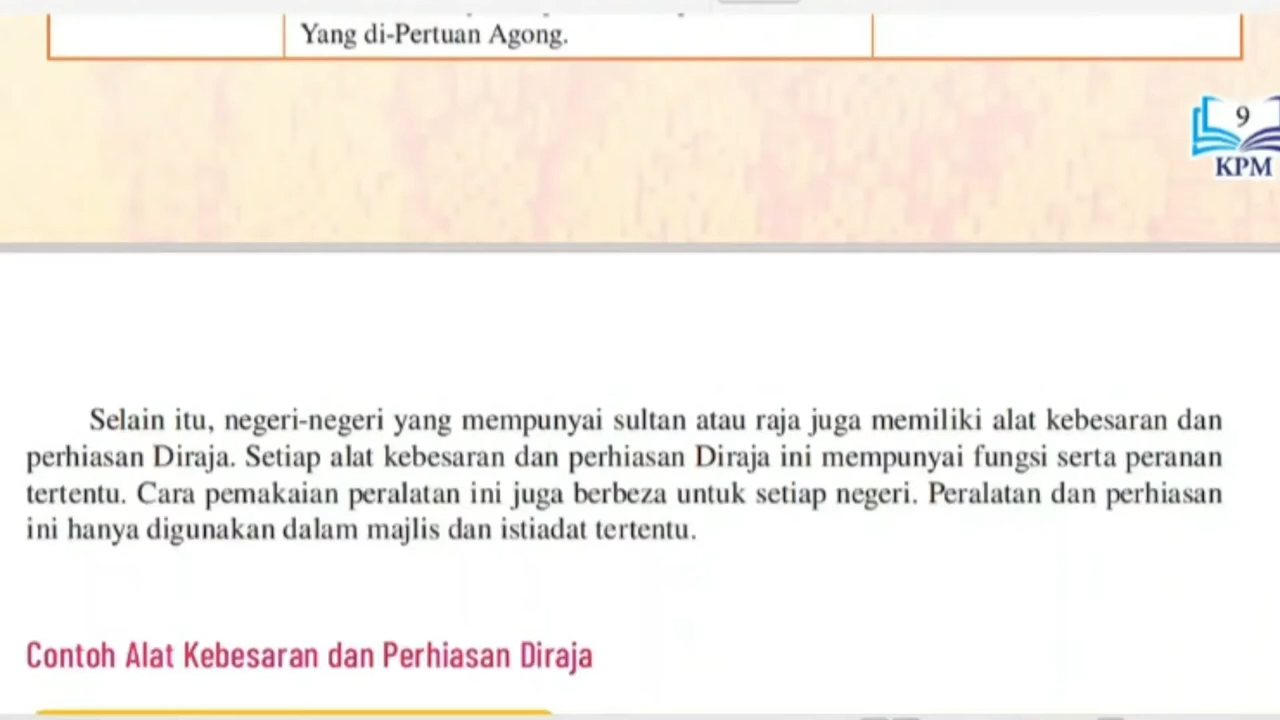 Yang di-Pertuan Agong.
9
KPM
Selain itu, negeri-negeri yang mempunyai sultan atau raja juga memiliki alat kebesaran dan
perhiasan Diraja. Setiap alat kebesaran dan perhiasan Diraja ini mempunyai fungsi serta peranan
tertentu. Cara pemakaian peralatan ini juga berbeza untuk setiap negeri. Peralatan dan perhiasan
ini hanya digunakan dalam majlis dan istiadat tertentu.
Contoh Alat Kebesaran dan Perhiasan Diraja